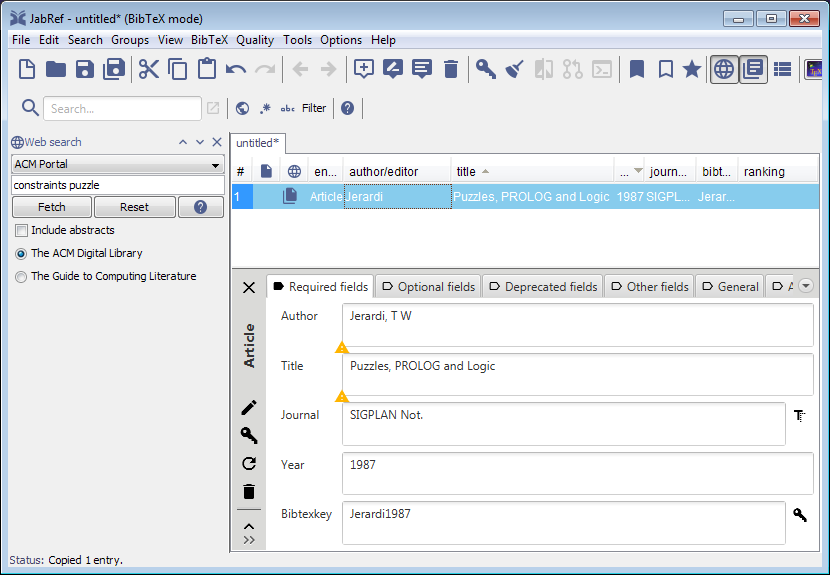 JabRef - untitled* (BibTeX mode)
File Edit Search Groups View BibTeX Quality Tools Options Help
Search... abc Filter
Web search
ACM Portal
constraints puzzle
Fetch Reset
Include abstracts
The ACM Digital Library
The Guide to Computing Literature
untitled*
# en... author/editor title ... journ... bibt... ranking
1 Article Jerardi Puzzles, PROLOG and Logic 1987 SIGPL... Jerar...
Required fields Optional fields Deprecated fields Other fields General
Article
Author Jerardi, T W
Title Puzzles, PROLOG and Logic
Journal SIGPLAN Not.
Year 1987
Bibtexkey Jerardi1987
Status: Copied 1 entry.